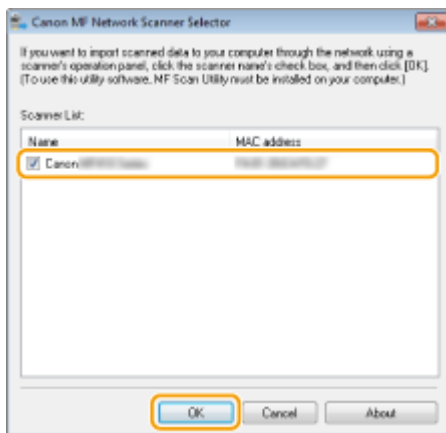 Canon MF Network Scanner Selector
If you want to import scanned data to your computer through the network using a
scanner's operation panel, click the scanner name's check box, and then click [OK].
(To use this utility software, MF Scan Utility must be installed on your computer.)
Scanner List:
Name MAC address
Canon
OK Cancel About